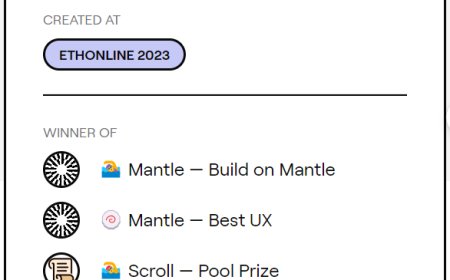 CREATED AT
ETHONLINE 2023
WINNER OF
🏊 Mantle — Build on Mantle
🍥 Mantle — Best UX
🏊 Scroll — Pool Prize